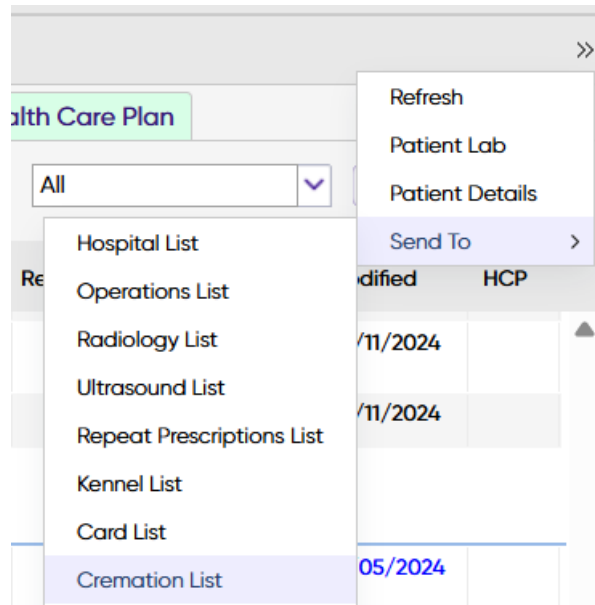 »
alth Care Plan
All
Refresh
Patient Lab
Patient Details
Send To >
Re
odified
HCP
Hospital List
Operations List
Radiology List
Ultrasound List
Repeat Prescriptions List
Kennel List
Card List
Cremation List
/11/2024
/11/2024
05/2024